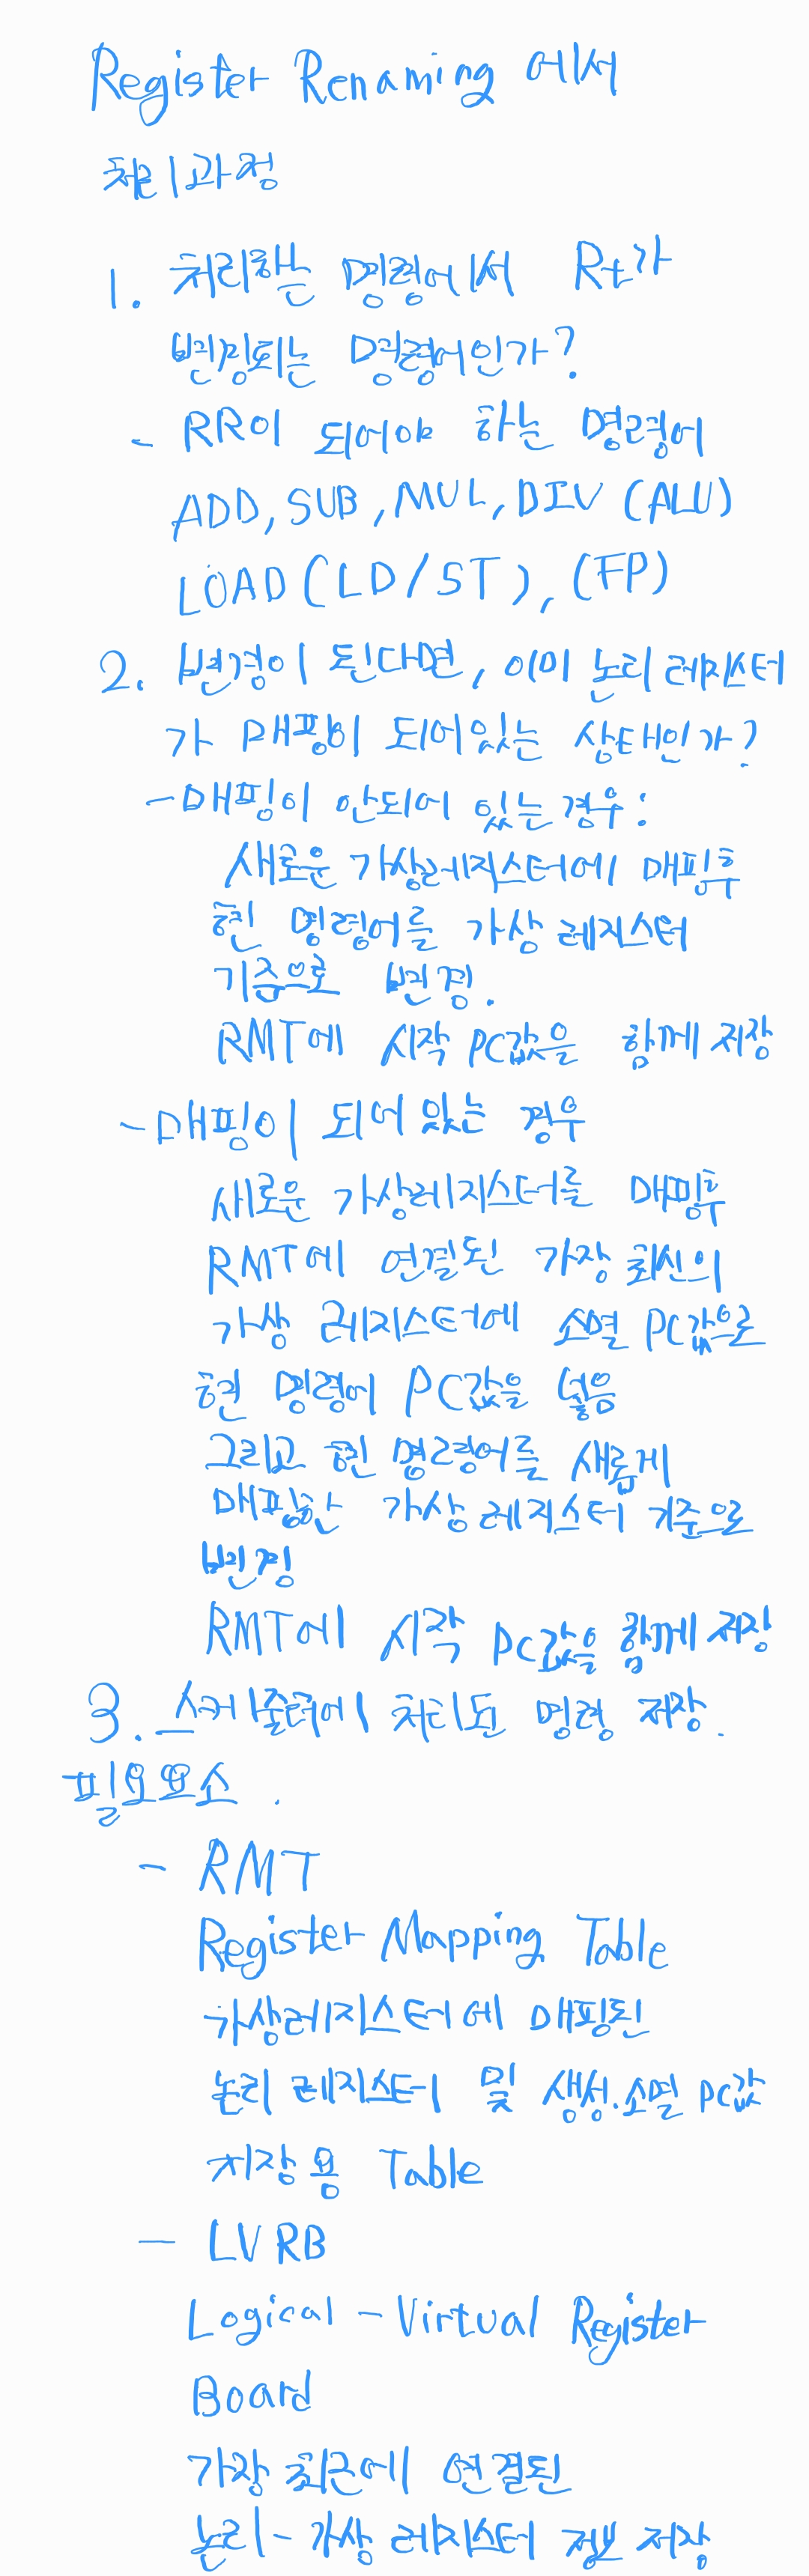 Register Renaming 에서
처리과정
1. 처리하는 명령에서 Rt가
변경되는 명령어인가?
- RR이 되어야 하는 명령어
ADD, SUB, MUL, DIV (ALU)
LOAD (LD/ST), (FP)
2. 변경이 된다면, 이미 논리 레지스터
가 매핑이 되어있는 상태인가?
- 매핑이 안되어 있는 경우:
새로운 가상레지스터에 매핑후
현 명령어를 가상 레지스터
기준으로 변경.
RMT에 시작 PC값을 함께 저장
- 매핑이 되어 있는 경우
새로운 가상레지스터를 매핑후
RMT에 연결된 가장 최신의
가상 레지스터에 소멸 PC값으로
현 명령에 PC값을 넣음
그리고 현 명령어를 새롭게
매핑한 가상 레지스터 기준으로
변경
RMT에 시작 PC값을 함께 저장
3. 스케줄러에 처리된 명령 저장.
필요요소.
- RMT
Register Mapping Table
가상레지스터에 매핑된
논리 레지스터 및 생성.소멸 PC값
저장용 Table
- LVRB
Logical - Virtual Register
Board
가장 최근에 연결된
논리 - 가상 레지스터 정보 저장